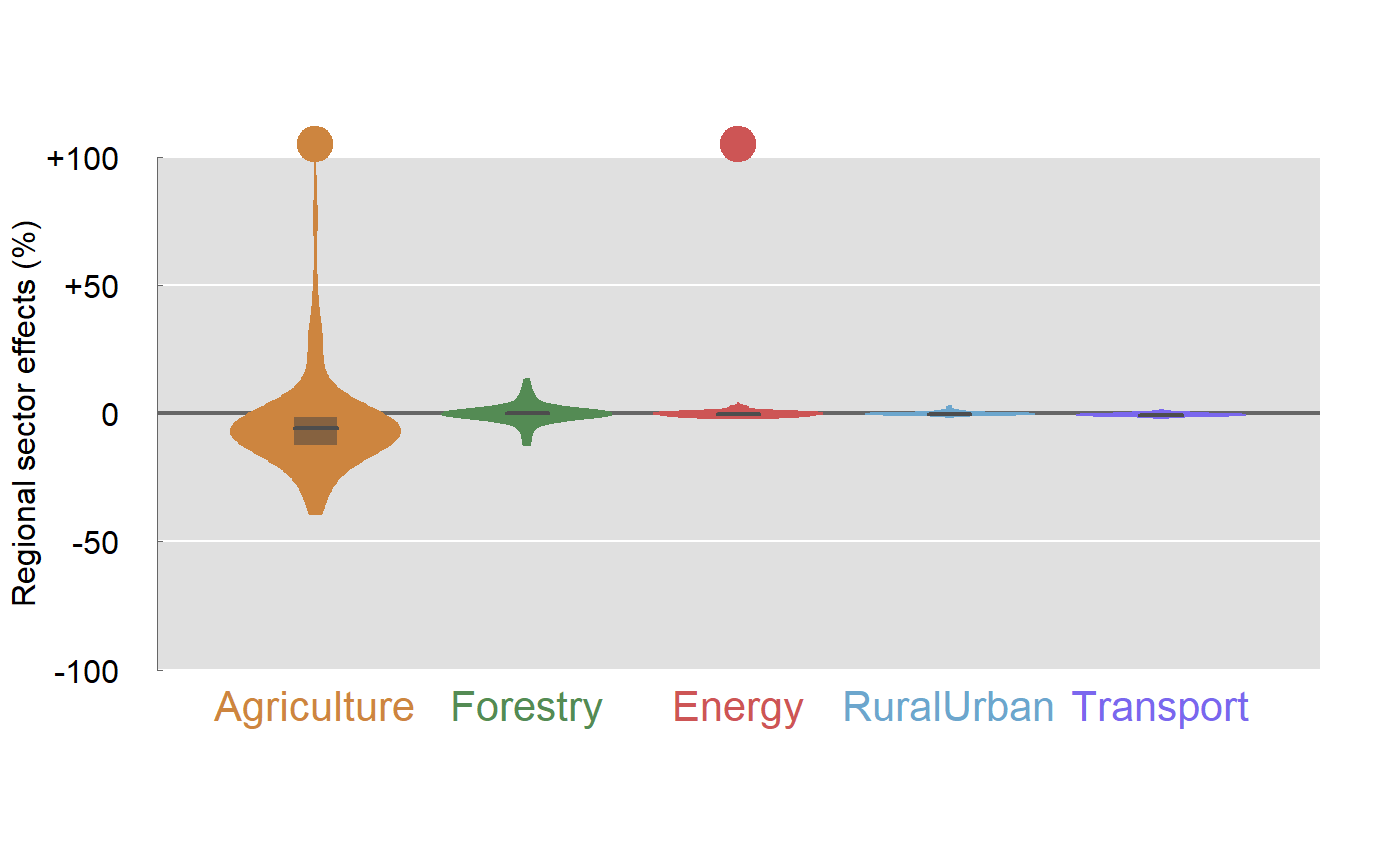 Regional sector effects (%)
+100
+50
0
-50
-100
Agriculture Forestry Energy RuralUrban Transport